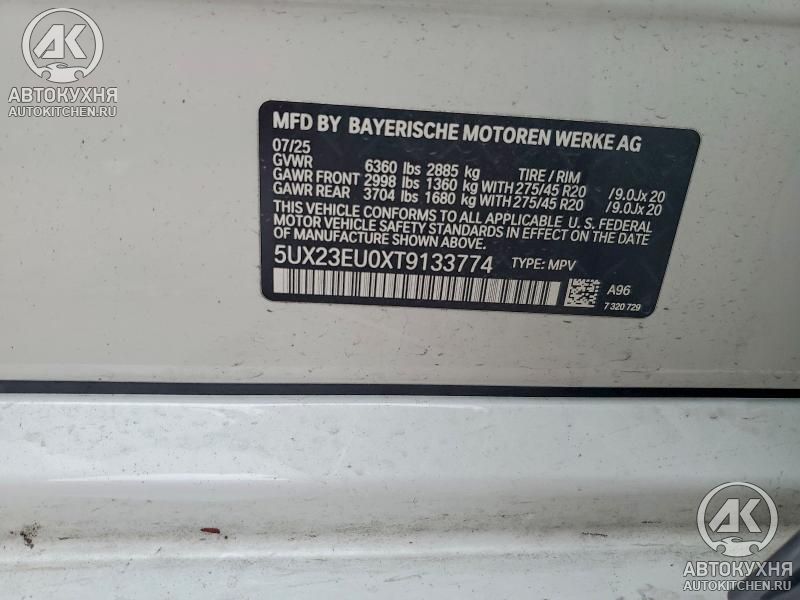 АК
АВТОКУХНЯ
AUTOKITCHEN.RU
MFD BY BAYERISCHE MOTOREN WERKE AG
07/25
GVWR 6360 lbs 2885 kg TIRE / RIM
GAWR FRONT 2998 lbs 1360 kg WITH 275/45 R20 /9.0Jx 20
GAWR REAR 3704 lbs 1680 kg WITH 275/45 R20 /9.0Jx 20
THIS VEHICLE CONFORMS TO ALL APPLICABLE U. S. FEDERAL
MOTOR VEHICLE SAFETY STANDARDS IN EFFECT ON THE DATE
OF MANUFACTURE SHOWN ABOVE.
5UX23EU0XT9133774 TYPE: MPV
A96
7 320 729
АК
АВТОКУХНЯ
AUTOKITCHEN.RU